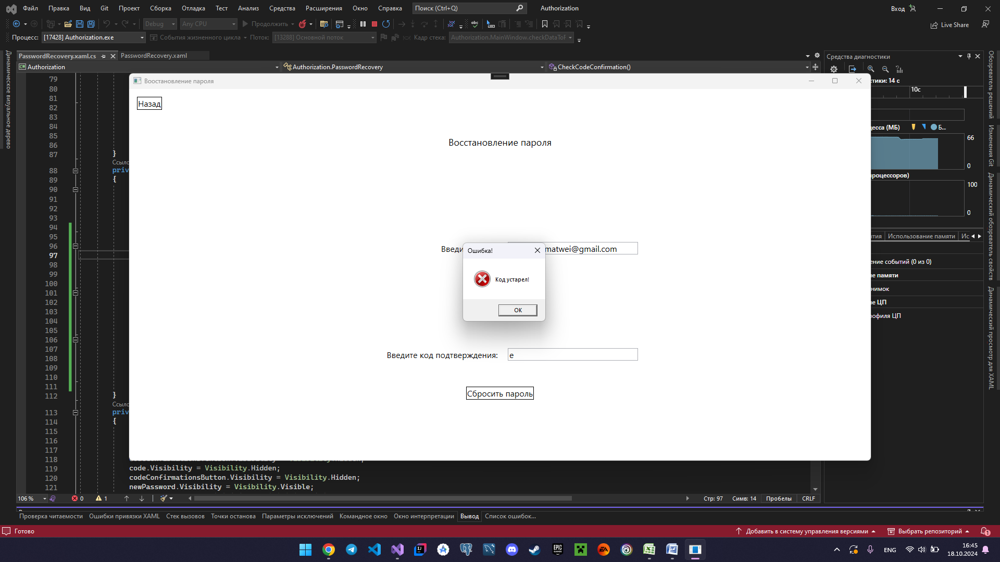 Файл Правка Вид Git Проект Сборка Отладка Тест Анализ Средства Расширения Окно Справка Поиск (Ctrl+Q) Authorization Вход
Debug Any CPU Продолжить Live Share
Процесс: [17428] Authorization.exe События жизненного цикла Поток: [13288] Основной поток Кадр стека: Authorization.MainWindow.checkDataToF
PasswordRecovery.xaml.cs PasswordRecovery.xaml Средства диагностики
Authorization Authorization.PasswordRecovery CheckCodeConfirmation()
Динамическое визуальное дерево
Обозреватель решений
Изменения Git
Динамический обозреватель свойств
Динамический просмотр для XAML
Восстановление пароля
тики: 14 с
10с
Назад
цесса (МБ) Б...
66
0
роцессоров)
100
0
Восстановление пароля
тия Использование памяти Ис
ение событий (0 из 0)
е памяти
нимок
е ЦП
рофиля ЦП
Введи matwei@gmail.com
Ошибка!
Код устарел!
ОК
Введите код подтверждения: e
Сбросить пароль
79
80
81
82
83
84
85
86
87 }
Ссыло
88 priv
89 {
90
91
92
93
94
95
96
97
98
99
100
101
102
103
104
105
106
107
108
109
110
111
112 }
Ссыло
113 priv
114 {
115
116
117
118
119 code.Visibility = Visibility.Hidden;
120 codeConfirmationsButton.Visibility = Visibility.Hidden;
121 newPassword.Visibility = Visibility.Visible;
106 % 0 1 Стр: 97 Симв: 14 Пробелы CRLF
Проверка читаемости Ошибки привязки XAML Стек вызовов Точки останова Параметры исключений Командное окно Окно интерпретации Вывод Список ошибок...
Готово Добавить в систему управления версиями Выбрать репозиторий 1
ENG 16:45
18.10.2024